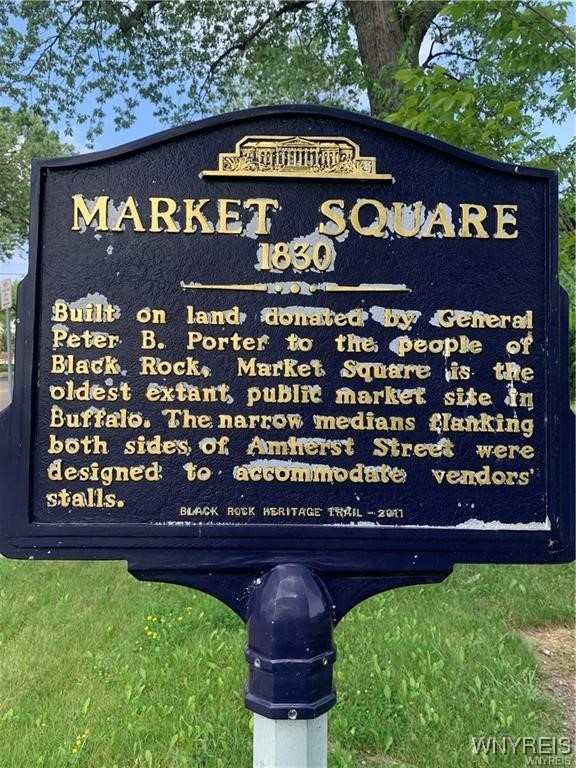 MARKET SQUARE
1830
Built on land donated by General
Peter B. Porter to the people of
Black Rock, Market Square is the
oldest extant public market site in
Buffalo. The narrow medians flanking
both sides of Amherst Street were
designed to accommodate vendors'
stalls.
BLACK ROCK HERITAGE TRAIL - 2011
WNYREIS
WNYREIS